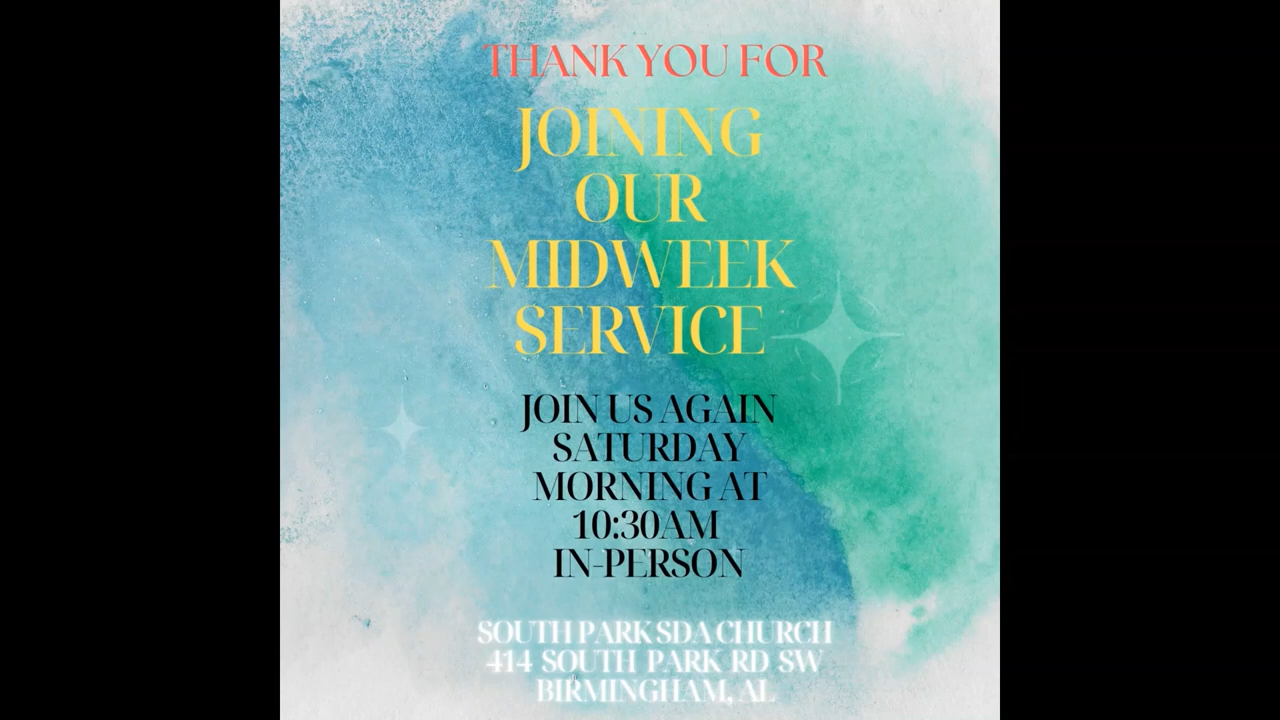 THANK YOU FOR
JOINING
OUR
MIDWEEK
SERVICE
JOIN US AGAIN
SATURDAY
MORNING AT
10:30AM
IN-PERSON
SOUTH PARK SDA CHURCH
414 SOUTH PARK RD SW
BIRMINGHAM, AL